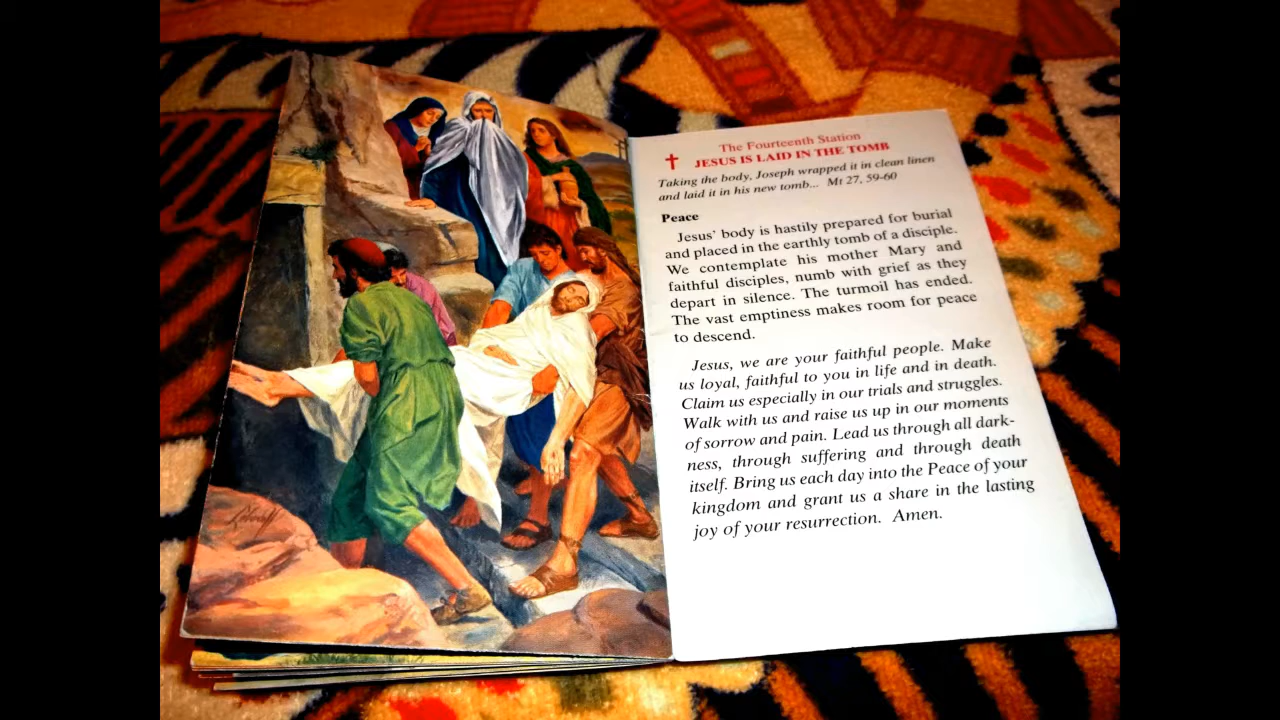 The Fourteenth Station
JESUS IS LAID IN THE TOMB
Taking the body, Joseph wrapped it in clean linen
and laid it in his new tomb... Mt 27, 59-60
Peace
Jesus' body is hastily prepared for burial
and placed in the earthly tomb of a disciple.
We contemplate his mother Mary and
faithful disciples, numb with grief as they
depart in silence. The turmoil has ended.
The vast emptiness makes room for peace
to descend.
Jesus, we are your faithful people. Make
us loyal, faithful to you in life and in death.
Claim us especially in our trials and struggles.
Walk with us and raise us up in our moments
of sorrow and pain. Lead us through all dark-
ness, through suffering and through death
itself. Bring us each day into the Peace of your
kingdom and grant us a share in the lasting
joy of your resurrection. Amen.